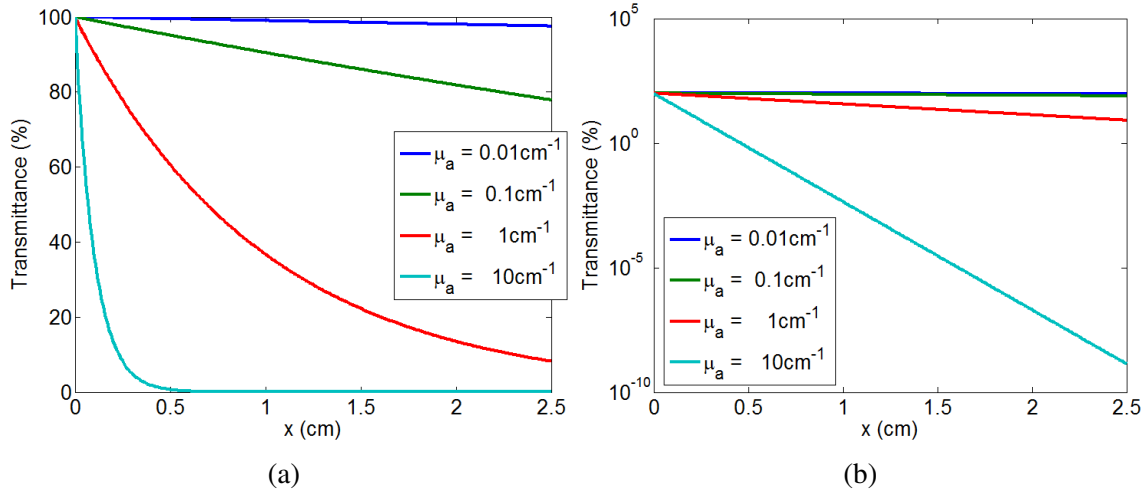 100
80
60
40
20
0
Transmittance (%)
0
0.5
1
1.5
2
2.5
x (cm)
μa = 0.01cm-1
μa = 0.1cm-1
μa = 1cm-1
μa = 10cm-1
(a)
10^5
10^0
10^-5
10^-10
Transmittance (%)
0
0.5
1
1.5
2
2.5
x (cm)
μa = 0.01cm-1
μa = 0.1cm-1
μa = 1cm-1
μa = 10cm-1
(b)